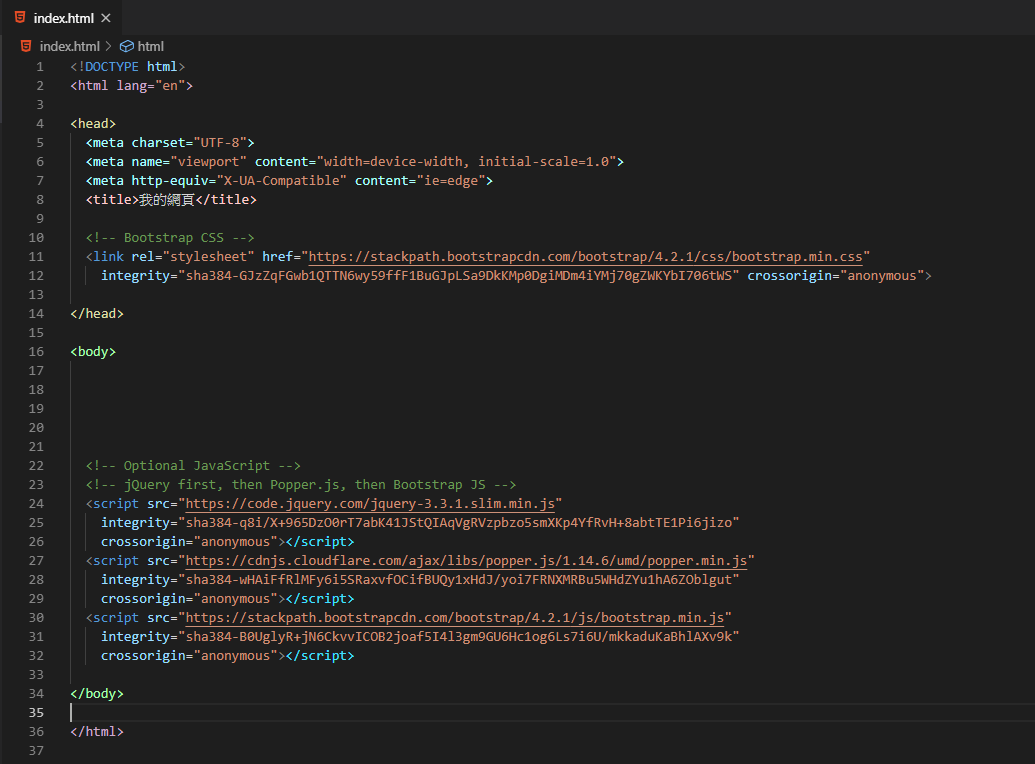 index.html
index.html > html
1 <!DOCTYPE html>
2 <html lang="en">
3
4 <head>
5 <meta charset="UTF-8">
6 <meta name="viewport" content="width=device-width, initial-scale=1.0">
7 <meta http-equiv="X-UA-Compatible" content="ie=edge">
8 <title>我的網頁</title>
9
10 <!-- Bootstrap CSS -->
11 <link rel="stylesheet" href="https://stackpath.bootstrapcdn.com/bootstrap/4.2.1/css/bootstrap.min.css"
12 integrity="sha384-GJzZqFGwb1QTTN6wy59ffF1BuGJpLSa9DkKMp0DgiMDm4iYMj70gZWKYbI706tWS" crossorigin="anonymous">
13
14 </head>
15
16 <body>
17
18
19
20
21
22 <!-- Optional JavaScript -->
23 <!-- jQuery first, then Popper.js, then Bootstrap JS -->
24 <script src="https://code.jquery.com/jquery-3.3.1.slim.min.js"
25 integrity="sha384-q8i/X+965DzO0rT7abK41JStQIAqVgRVzpbzo5smXKp4YfRvH+8abtTE1Pi6jizo"
26 crossorigin="anonymous"></script>
27 <script src="https://cdnjs.cloudflare.com/ajax/libs/popper.js/1.14.6/umd/popper.min.js"
28 integrity="sha384-wHAiFfRlMFy6i5SRaxvfOCifBUQy1xHdJ/yoi7FRNXMRBu5WHdZYu1hA6ZOblgut"
29 crossorigin="anonymous"></script>
30 <script src="https://stackpath.bootstrapcdn.com/bootstrap/4.2.1/js/bootstrap.min.js"
31 integrity="sha384-B0UglyR+jN6CkvvICOB2joaf5I4l3gm9GU6Hc1og6Ls7i6U/mkkaduKaBhlAXv9k"
32 crossorigin="anonymous"></script>
33
34 </body>
35
36 </html>
37